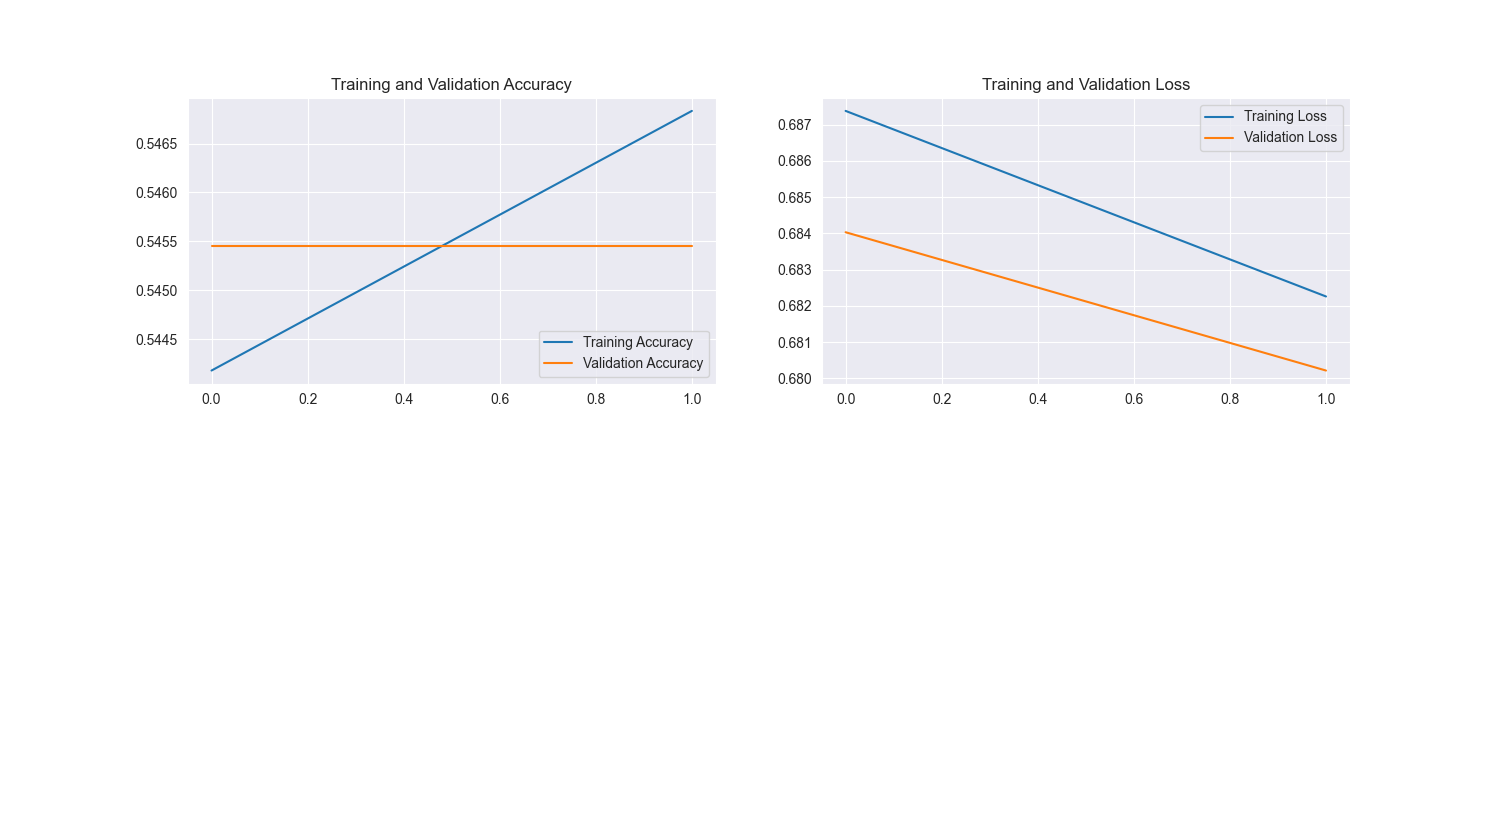 Training and Validation Accuracy
0.5465
0.5460
0.5455
0.5450
0.5445
Training Accuracy
Validation Accuracy
0.0 0.2 0.4 0.6 0.8 1.0
Training and Validation Loss
0.687
0.686
0.685
0.684
0.683
0.682
0.681
0.680
Training Loss
Validation Loss
0.0 0.2 0.4 0.6 0.8 1.0